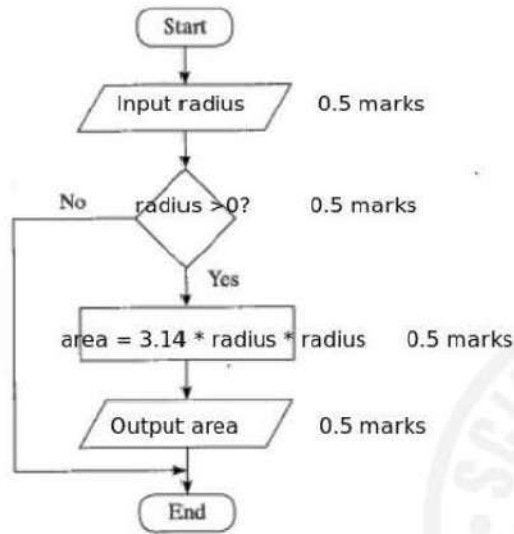 Start
Input radius 0.5 marks
No radius >0? 0.5 marks
Yes
area = 3.14 * radius * radius 0.5 marks
Output area 0.5 marks
End